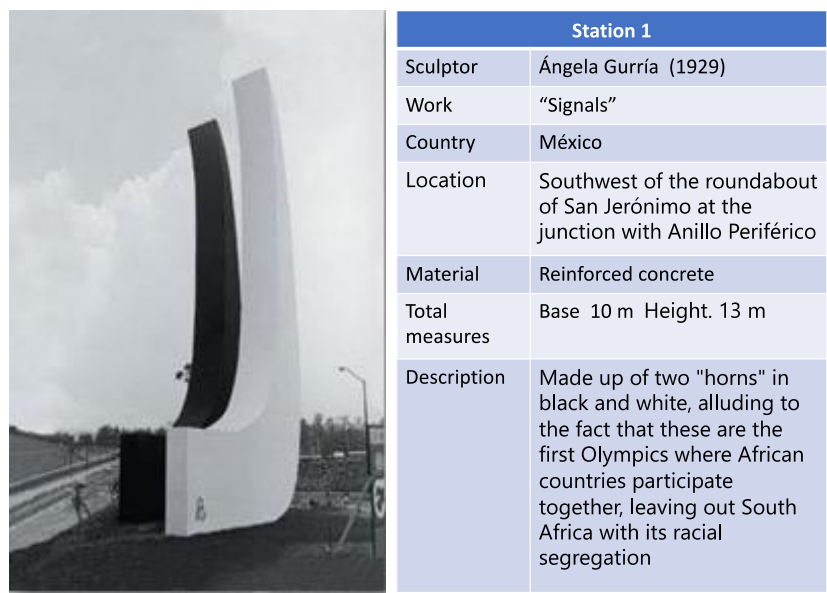 Station 1
Sculptor Ángela Gurría (1929)
Work “Signals”
Country México
Location Southwest of the roundabout
of San Jerónimo at the
junction with Anillo Periférico
Material Reinforced concrete
Total Base 10 m Height. 13 m
measures
Description Made up of two "horns" in
black and white, alluding to
the fact that these are the
first Olympics where African
countries participate
together, leaving out South
Africa with its racial
segregation